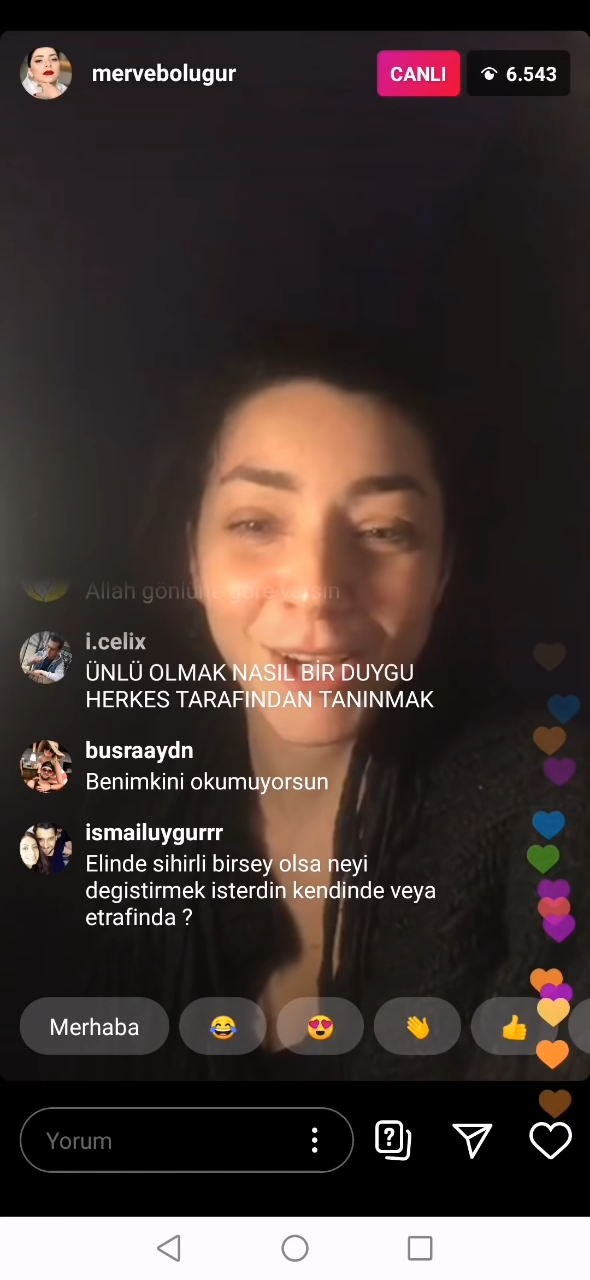 mervebolugur
CANLI
6.543
Allah gönlüne göre versin
i.celix
ÜNLÜ OLMAK NASIL BİR DUYGU
HERKES TARAFINDAN TANINMAK
busraaydn
Benimkini okumuyorsun
ismailuygurrr
Elinde sihirli birsey olsa neyi
degistirmek isterdin kendinde veya
etrafinda ?
Merhaba
Yorum